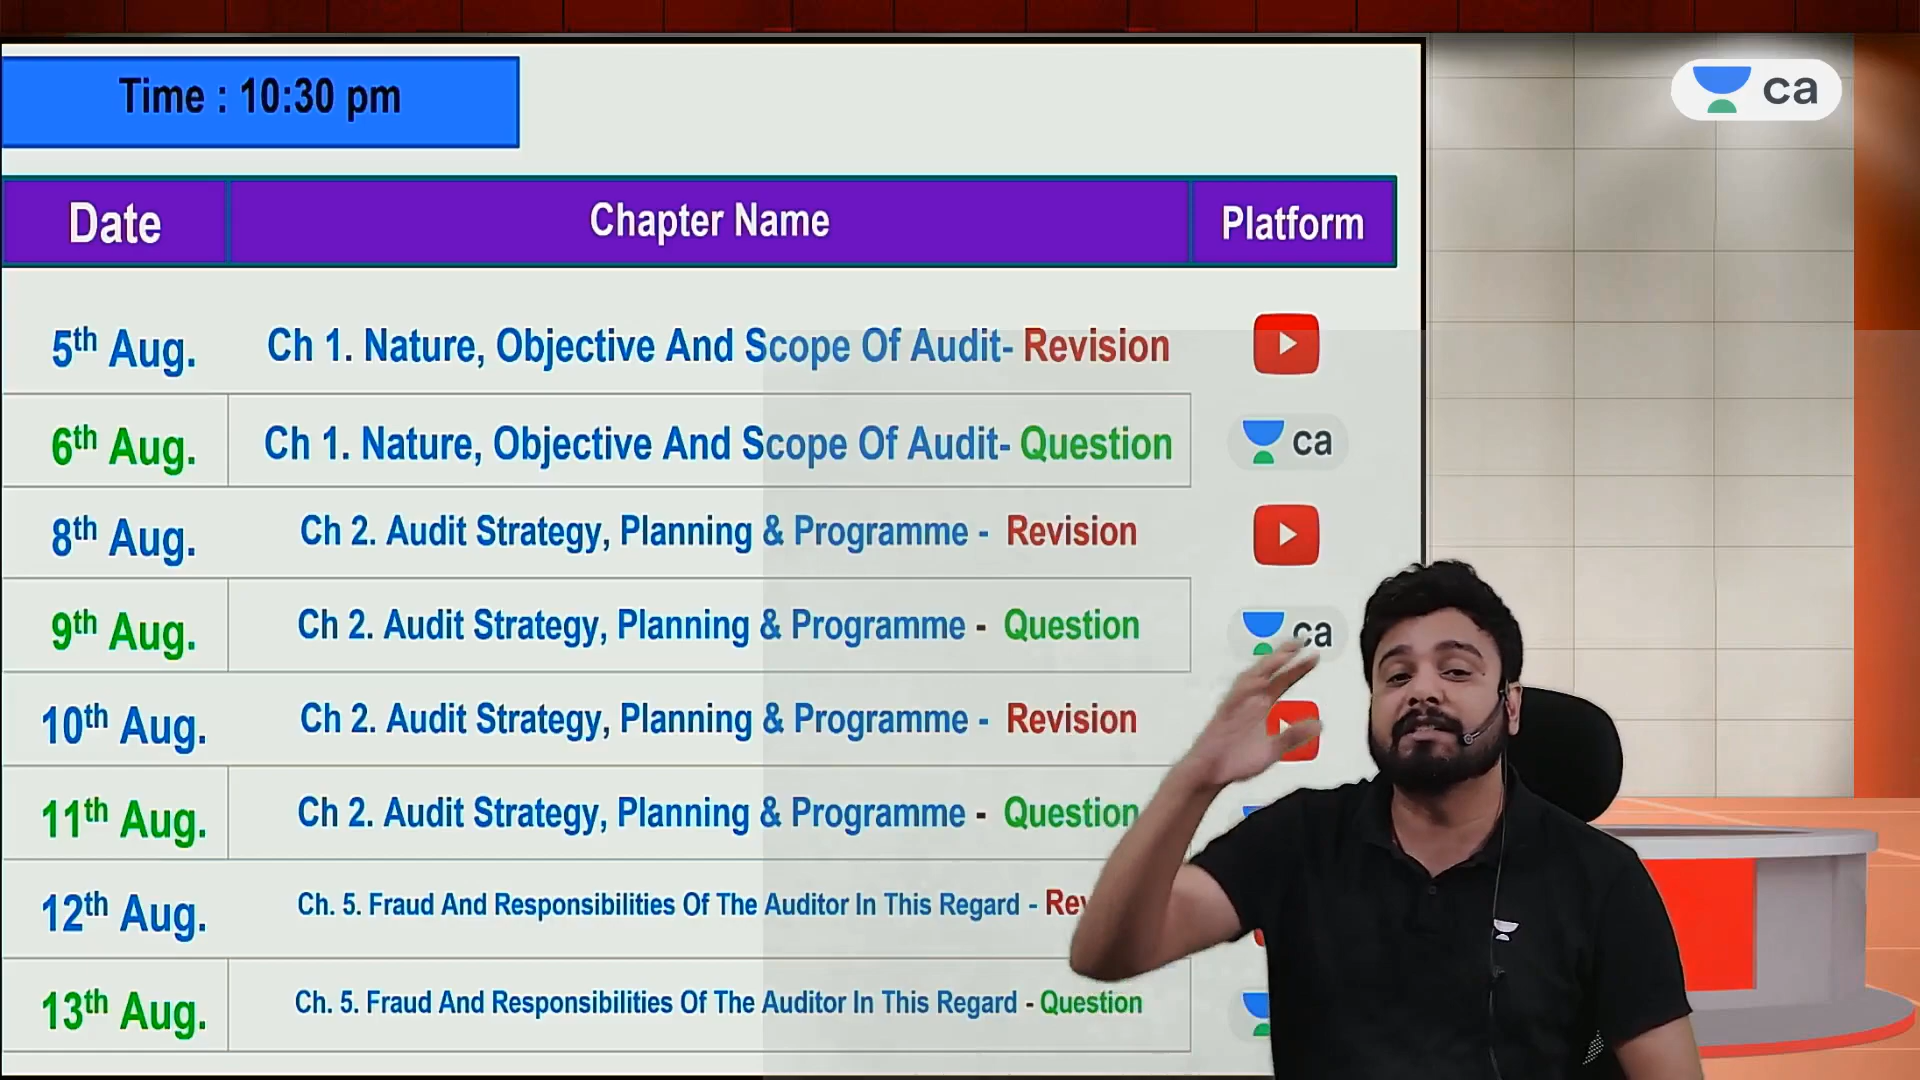 Time : 10:30 pm
ca
Date Chapter Name Platform
5th Aug. Ch 1. Nature, Objective And Scope Of Audit- Revision
6th Aug. Ch 1. Nature, Objective And Scope Of Audit- Question ca
8th Aug. Ch 2. Audit Strategy, Planning & Programme - Revision
9th Aug. Ch 2. Audit Strategy, Planning & Programme - Question ca
10th Aug. Ch 2. Audit Strategy, Planning & Programme - Revision
11th Aug. Ch 2. Audit Strategy, Planning & Programme - Question
12th Aug. Ch. 5. Fraud And Responsibilities Of The Auditor In This Regard -
13th Aug. Ch. 5. Fraud And Responsibilities Of The Auditor In This Regard - Question